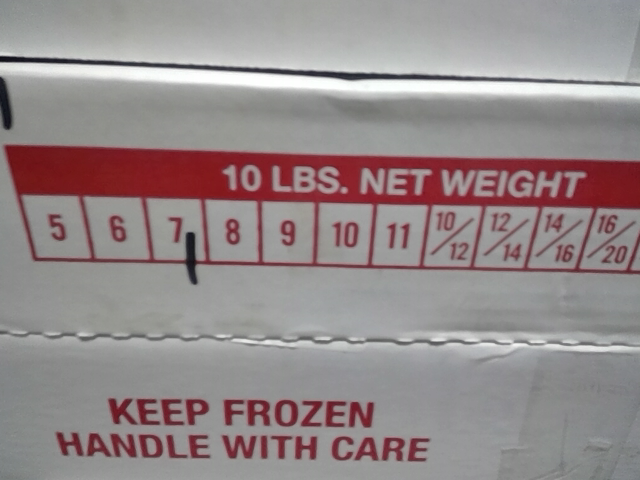 10 LBS. NET WEIGHT
5 6 7 8 9 10 11 10/12 12/14 14/16 16/20
KEEP FROZEN
HANDLE WITH CARE